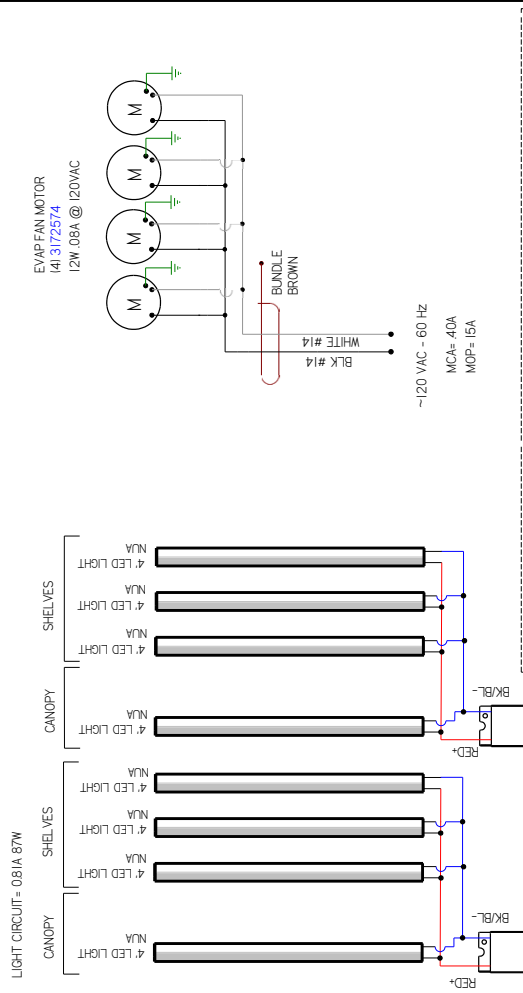 EVAP FAN MOTOR
(4) 3172574
12W .08A @ 120VAC
M
M
M
M
BUNDLE
BROWN
WHITE #14
BLK #14
~120 VAC - 60 Hz
MCA= .40A
MOP= 15A
LIGHT CIRCUIT= 0.81A 87W
CANOPY
SHELVES
CANOPY
SHELVES
4' LED LIGHT
NUA
4' LED LIGHT
NUA
4' LED LIGHT
NUA
4' LED LIGHT
NUA
4' LED LIGHT
NUA
4' LED LIGHT
NUA
4' LED LIGHT
NUA
4' LED LIGHT
NUA
RED+
BK/BL-
RED+
BK/BL-